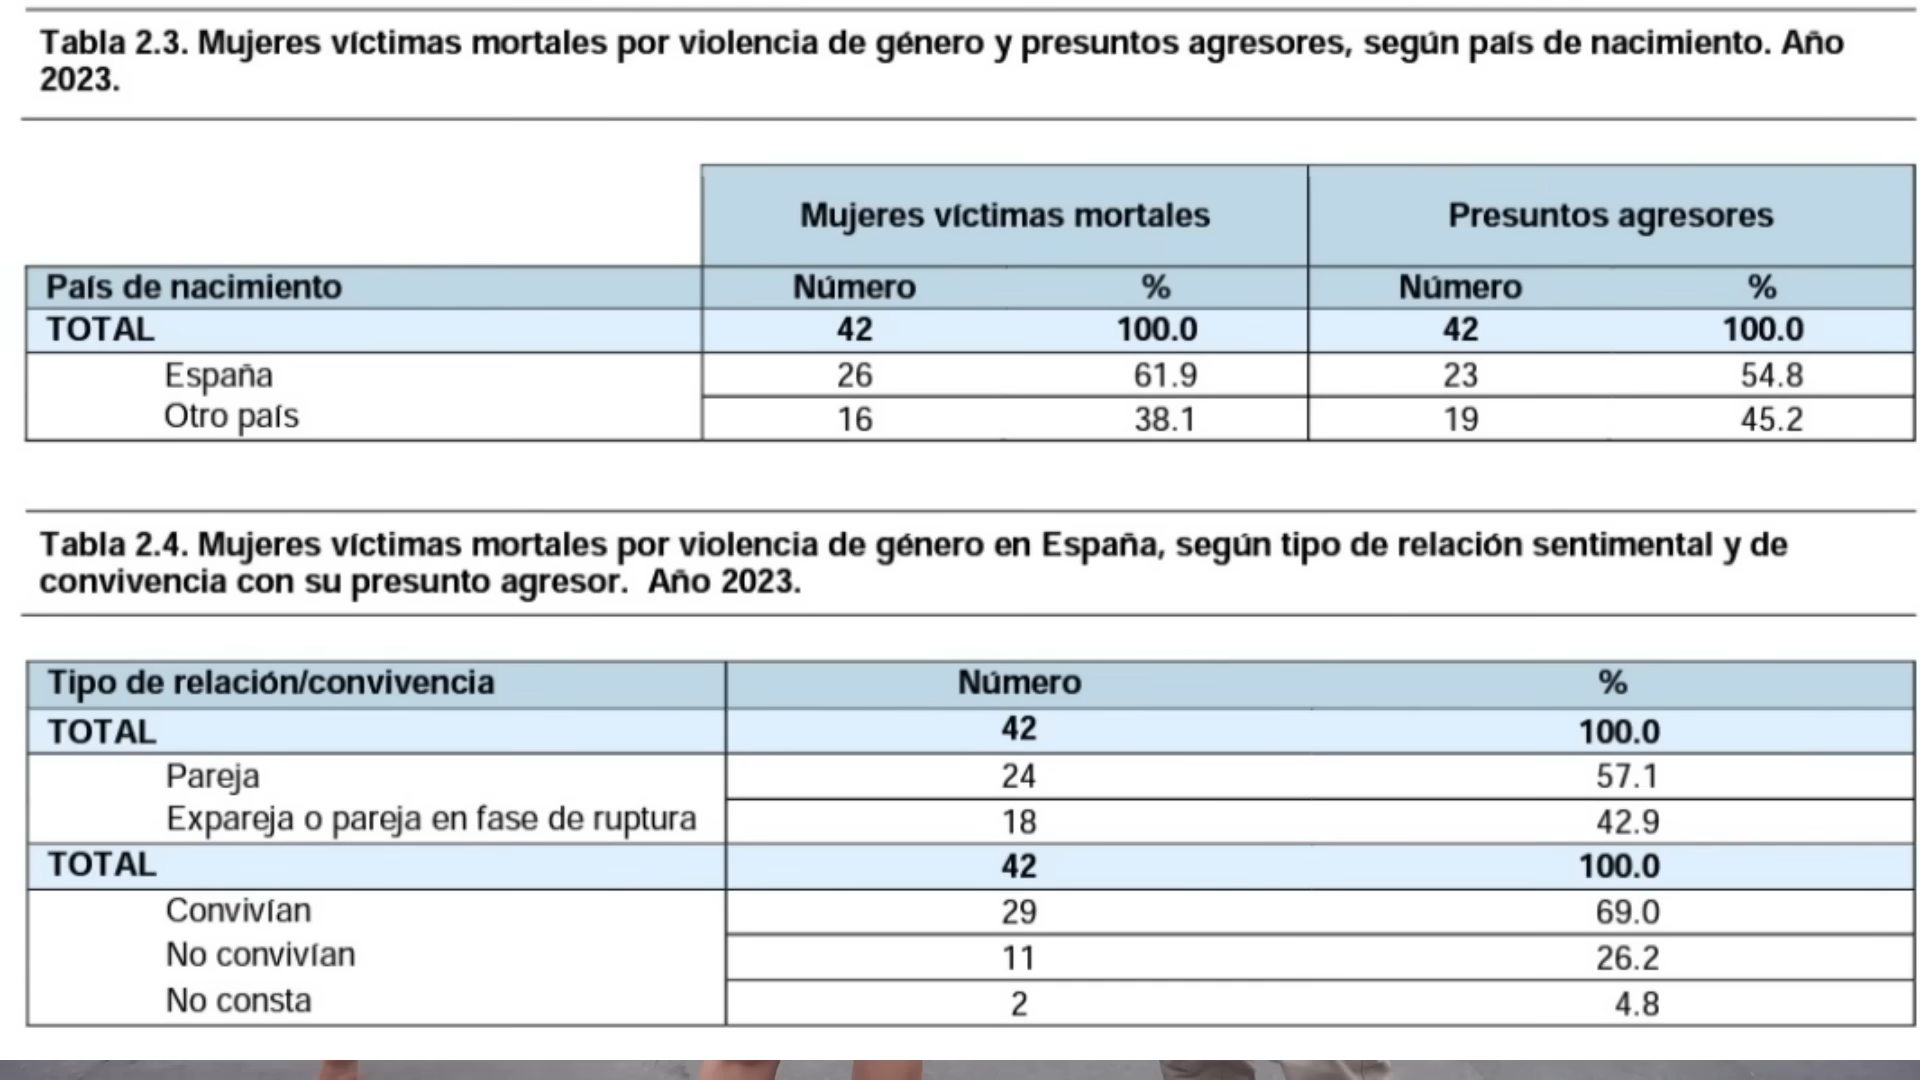 Tabla 2.3. Mujeres víctimas mortales por violencia de género y presuntos agresores, según país de nacimiento. Año
2023.
Mujeres víctimas mortales Presuntos agresores
País de nacimiento Número % Número %
TOTAL 42 100.0 42 100.0
España 26 61.9 23 54.8
Otro país 16 38.1 19 45.2
Tabla 2.4. Mujeres víctimas mortales por violencia de género en España, según tipo de relación sentimental y de
convivencia con su presunto agresor. Año 2023.
Tipo de relación/convivencia Número %
TOTAL 42 100.0
Pareja 24 57.1
Expareja o pareja en fase de ruptura 18 42.9
TOTAL 42 100.0
Convivían 29 69.0
No convivían 11 26.2
No consta 2 4.8